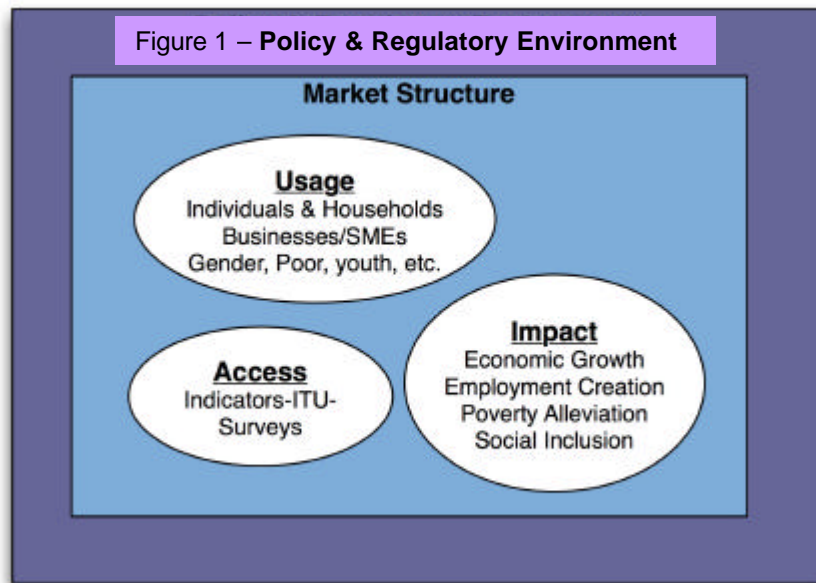 Figure 1 – Policy & Regulatory Environment
Market Structure
Usage
Individuals & Households
Businesses/SMEs
Gender, Poor, youth, etc.
Access
Indicators-ITU-
Surveys
Impact
Economic Growth
Employment Creation
Poverty Alleviation
Social Inclusion